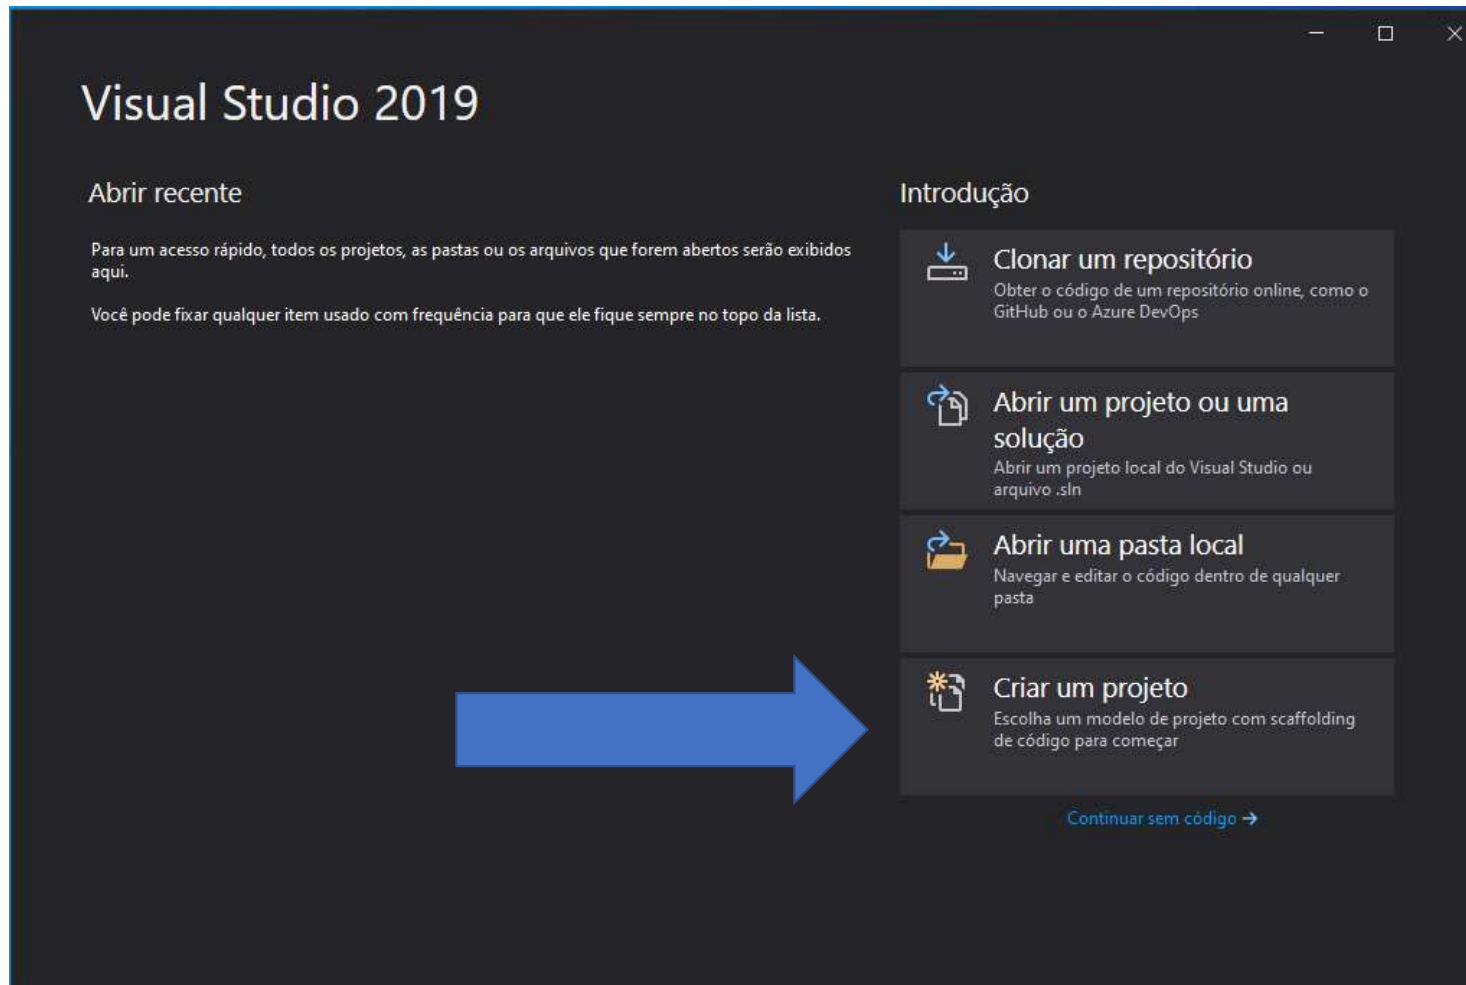 Visual Studio 2019
Abrir recente
Para um acesso rápido, todos os projetos, as pastas ou os arquivos que forem abertos serão exibidos
aqui.
Você pode fixar qualquer item usado com frequência para que ele fique sempre no topo da lista.
Introdução
Clonar um repositório
Obter o código de um repositório online, como o
GitHub ou o Azure DevOps
Abrir um projeto ou uma
solução
Abrir um projeto local do Visual Studio ou
arquivo .sln
Abrir uma pasta local
Navegar e editar o código dentro de qualquer
pasta
Criar um projeto
Escolha um modelo de projeto com scaffolding
de código para começar
Continuar sem código →